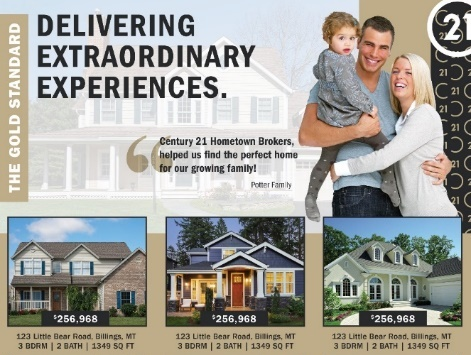 THE GOLD STANDARD
DELIVERING
EXTRAORDINARY
EXPERIENCES.
21
Century 21 Hometown Brokers,
helped us find the perfect home
for our growing family!
Potter Family
$256,968
123 Little Bear Road, Billings, MT
3 BDRM | 2 BATH | 1349 SQ FT
$256,968
123 Little Bear Road, Billings, MT
3 BDRM | 2 BATH | 1349 SQ FT
$256,968
123 Little Bear Road, Billings, MT
3 BDRM | 2 BATH | 1349 SQ FT